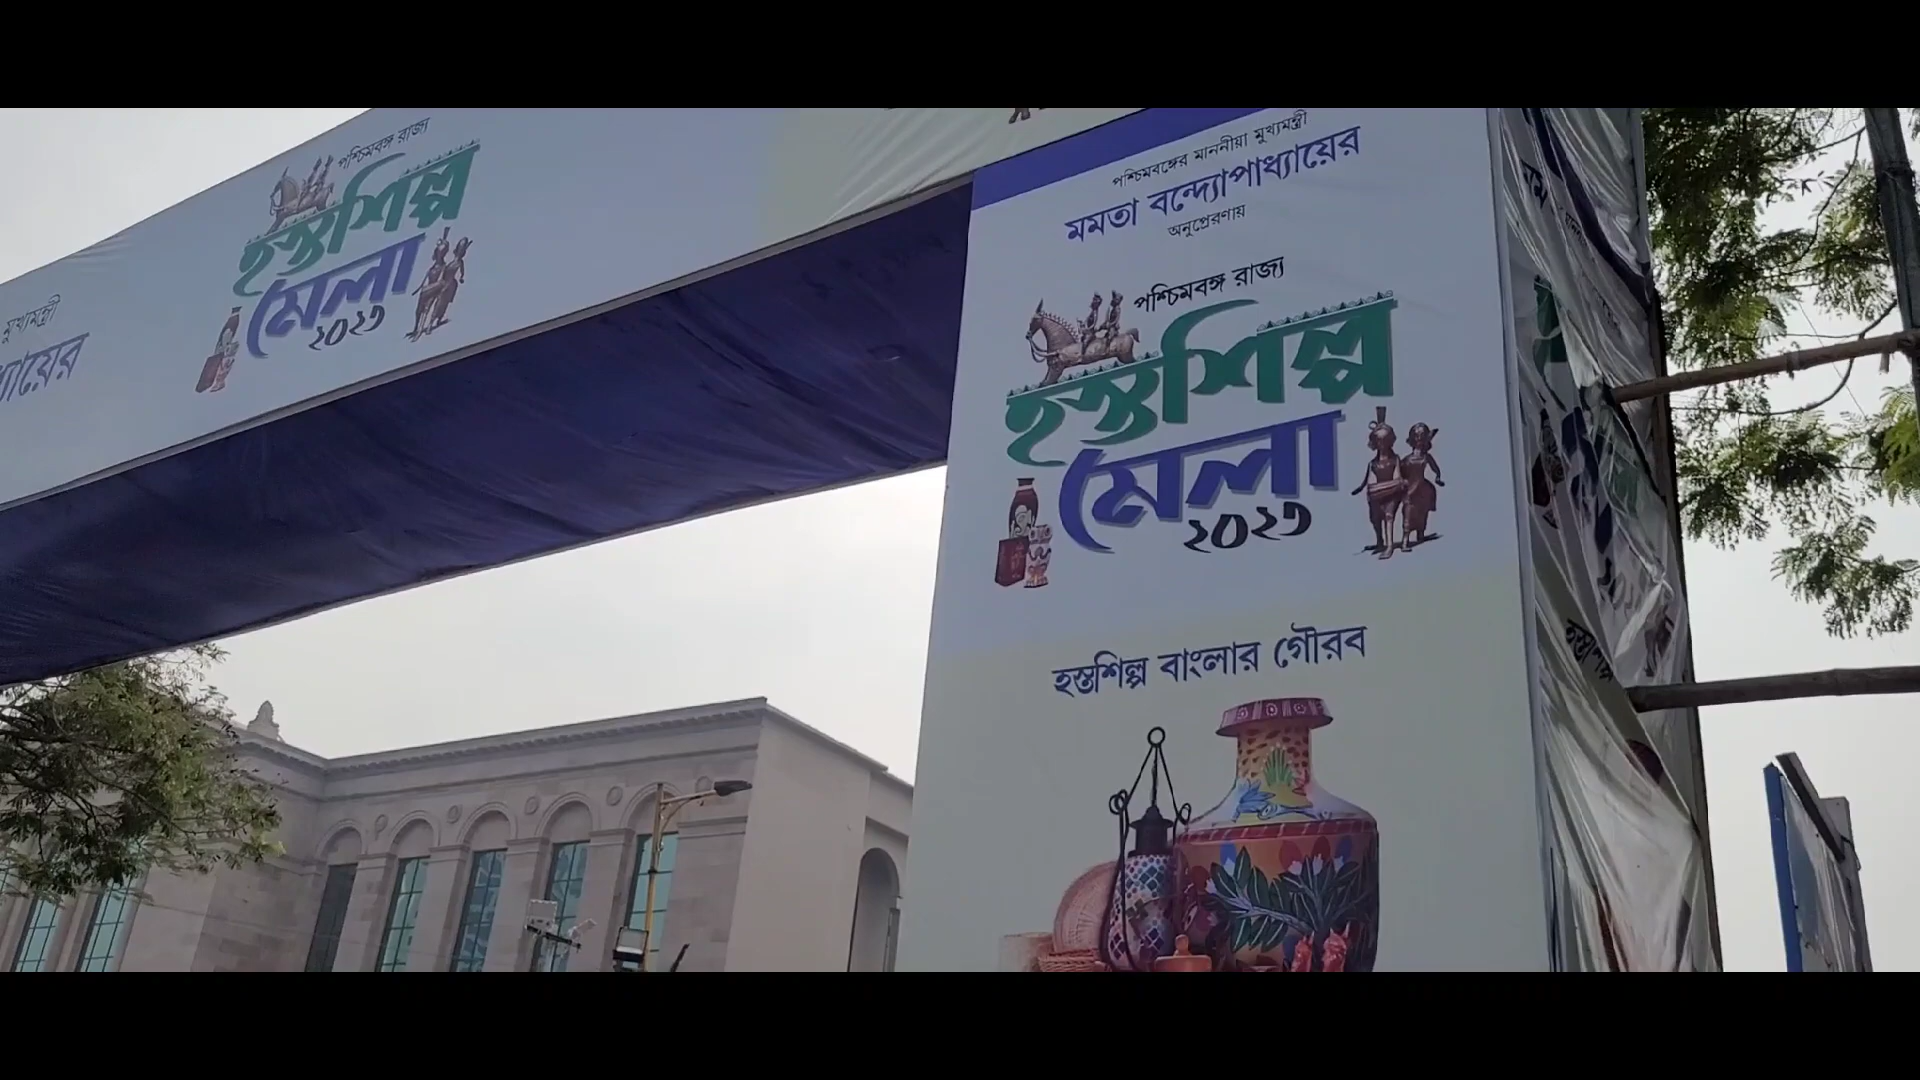 পশ্চিমবঙ্গ রাজ্য
হস্তশিল্প
মেলা
২০২৩
মুখ্যমন্ত্রী
পশ্চিমবঙ্গের মাননীয়া মুখ্যমন্ত্রী
মমতা বন্দ্যোপাধ্যায়ের
অনুপ্রেরণায়
পশ্চিমবঙ্গ রাজ্য
হস্তশিল্প
মেলা
২০২৩
হস্তশিল্প বাংলার গৌরব